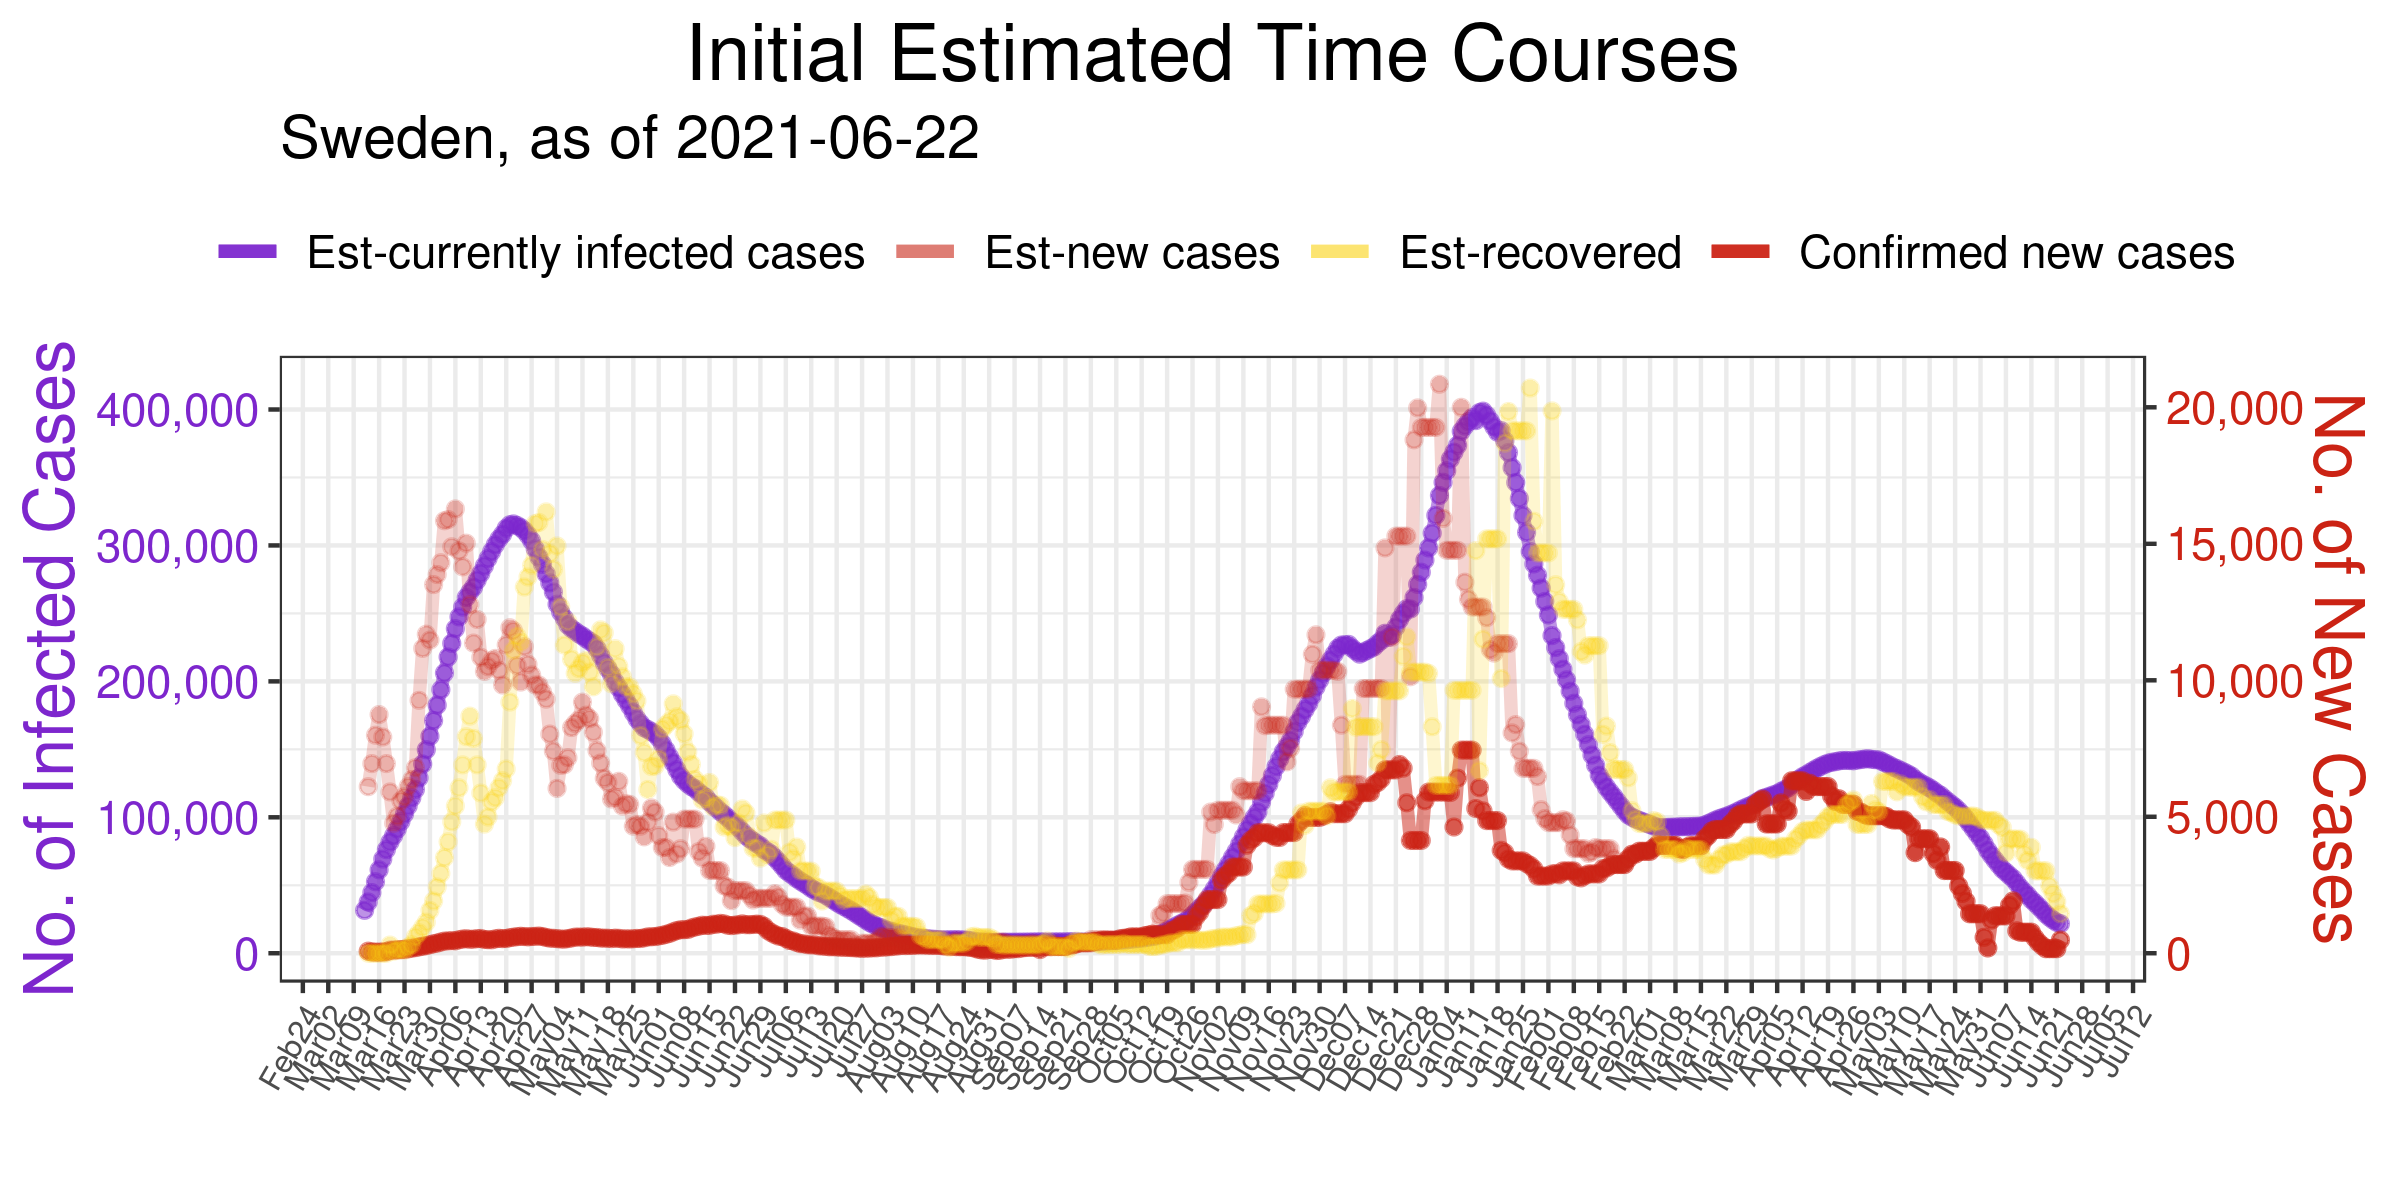 Initial Estimated Time Courses
Sweden, as of 2021-06-22
Est-currently infected cases
Est-new cases
Est-recovered
Confirmed new cases
No. of Infected Cases
400,000
300,000
200,000
100,000
0
20,000
15,000
10,000
5,000
0
No. of New Cases
Feb24
Mar02
Mar09
Mar16
Mar23
Mar30
Apr06
Apr13
Apr20
Apr27
May04
May11
May18
May25
Jun01
Jun08
Jun15
Jun22
Jun29
Jul06
Jul13
Jul20
Jul27
Aug03
Aug10
Aug17
Aug24
Aug31
Sep07
Sep14
Sep21
Sep28
Oct05
Oct12
Oct19
Oct26
Nov02
Nov09
Nov16
Nov23
Nov30
Dec07
Dec14
Dec21
Dec28
Jan04
Jan11
Jan18
Jan25
Feb01
Feb08
Feb15
Feb22
Mar01
Mar08
Mar15
Mar22
Mar29
Apr05
Apr12
Apr19
Apr26
May03
May10
May17
May24
May31
Jun07
Jun14
Jun21
Jun28
Jul05
Jul12